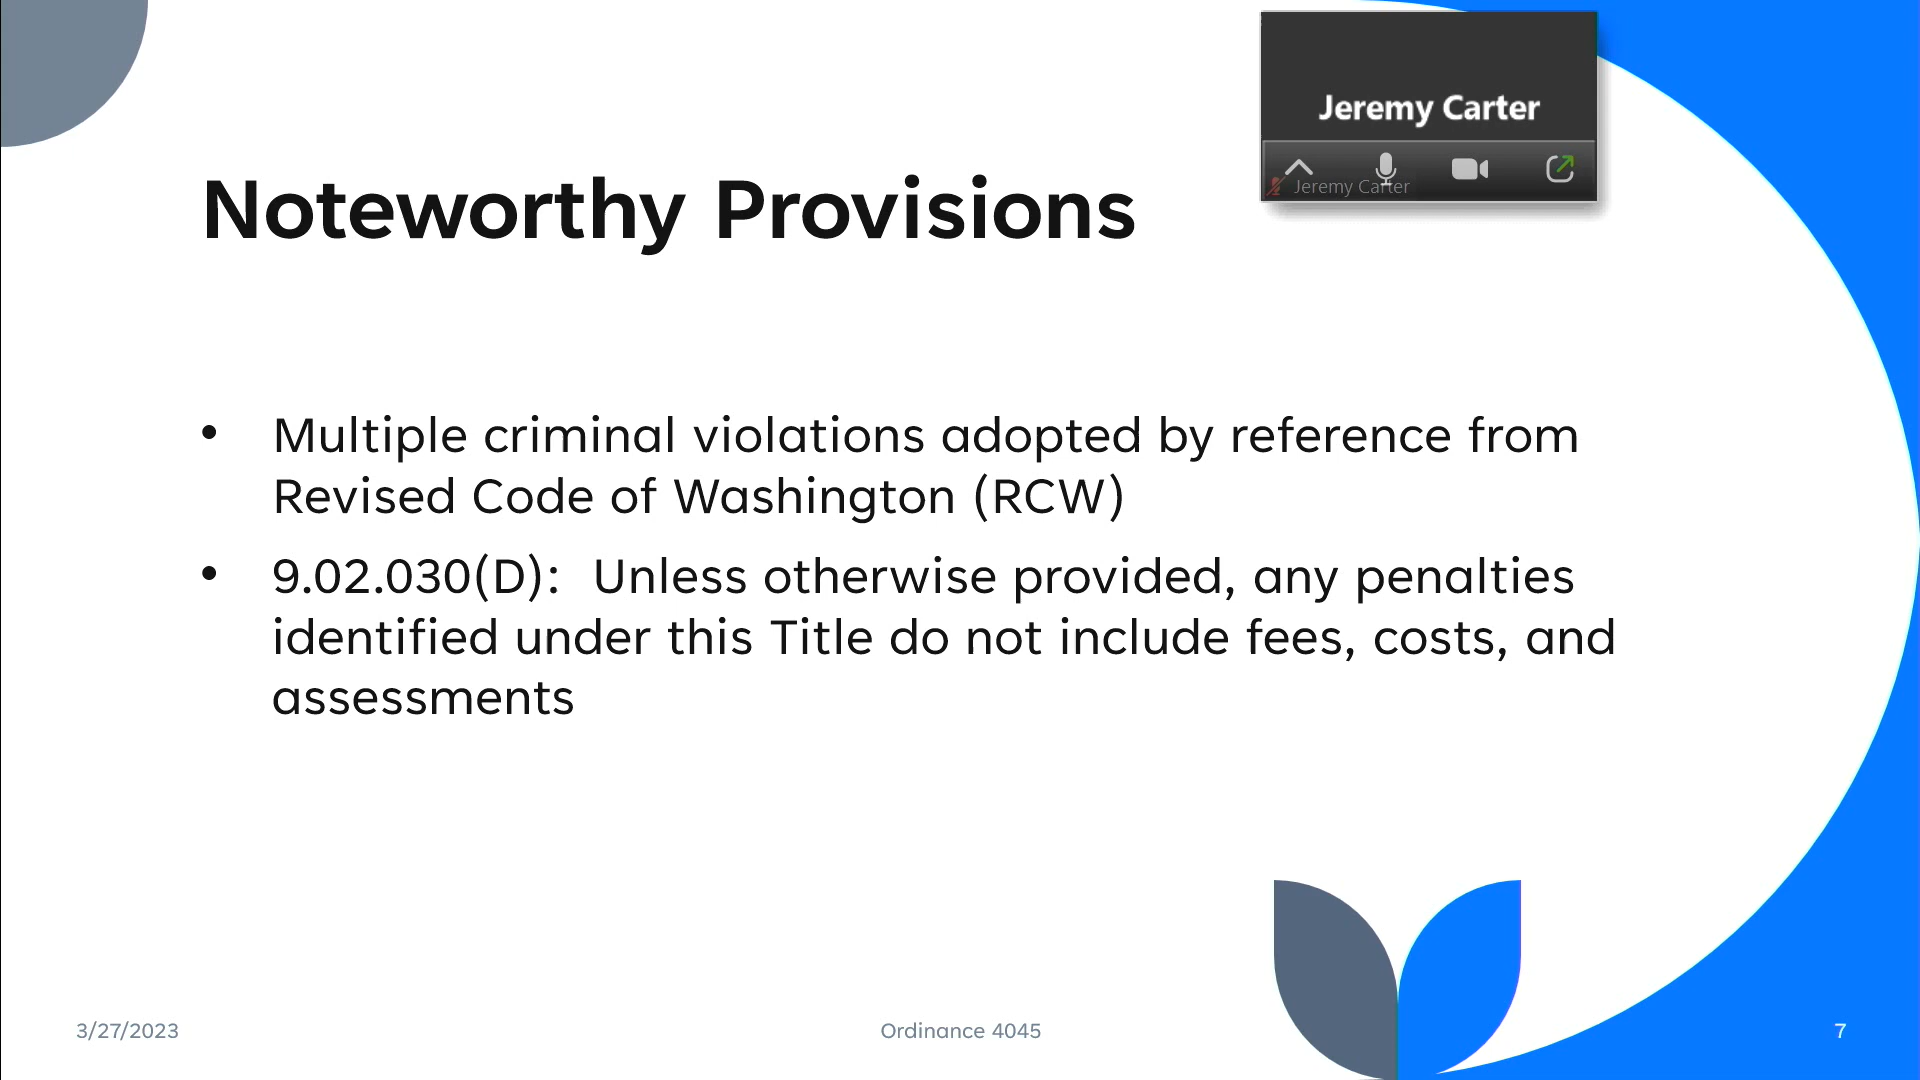 Jeremy Carter
Jeremy Carter
Noteworthy Provisions
• Multiple criminal violations adopted by reference from
Revised Code of Washington (RCW)
• 9.02.030(D): Unless otherwise provided, any penalties
identified under this Title do not include fees, costs, and
assessments
3/27/2023
Ordinance 4045
7